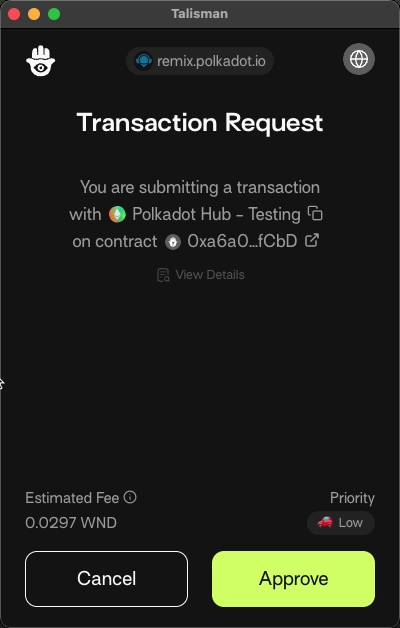 Talisman
remix.polkadot.io
Transaction Request
You are submitting a transaction
with Polkadot Hub - Testing
on contract 0xa6a0...fCbD
View Details
Estimated Fee
Priority
0.0297 WND
Low
Cancel
Approve